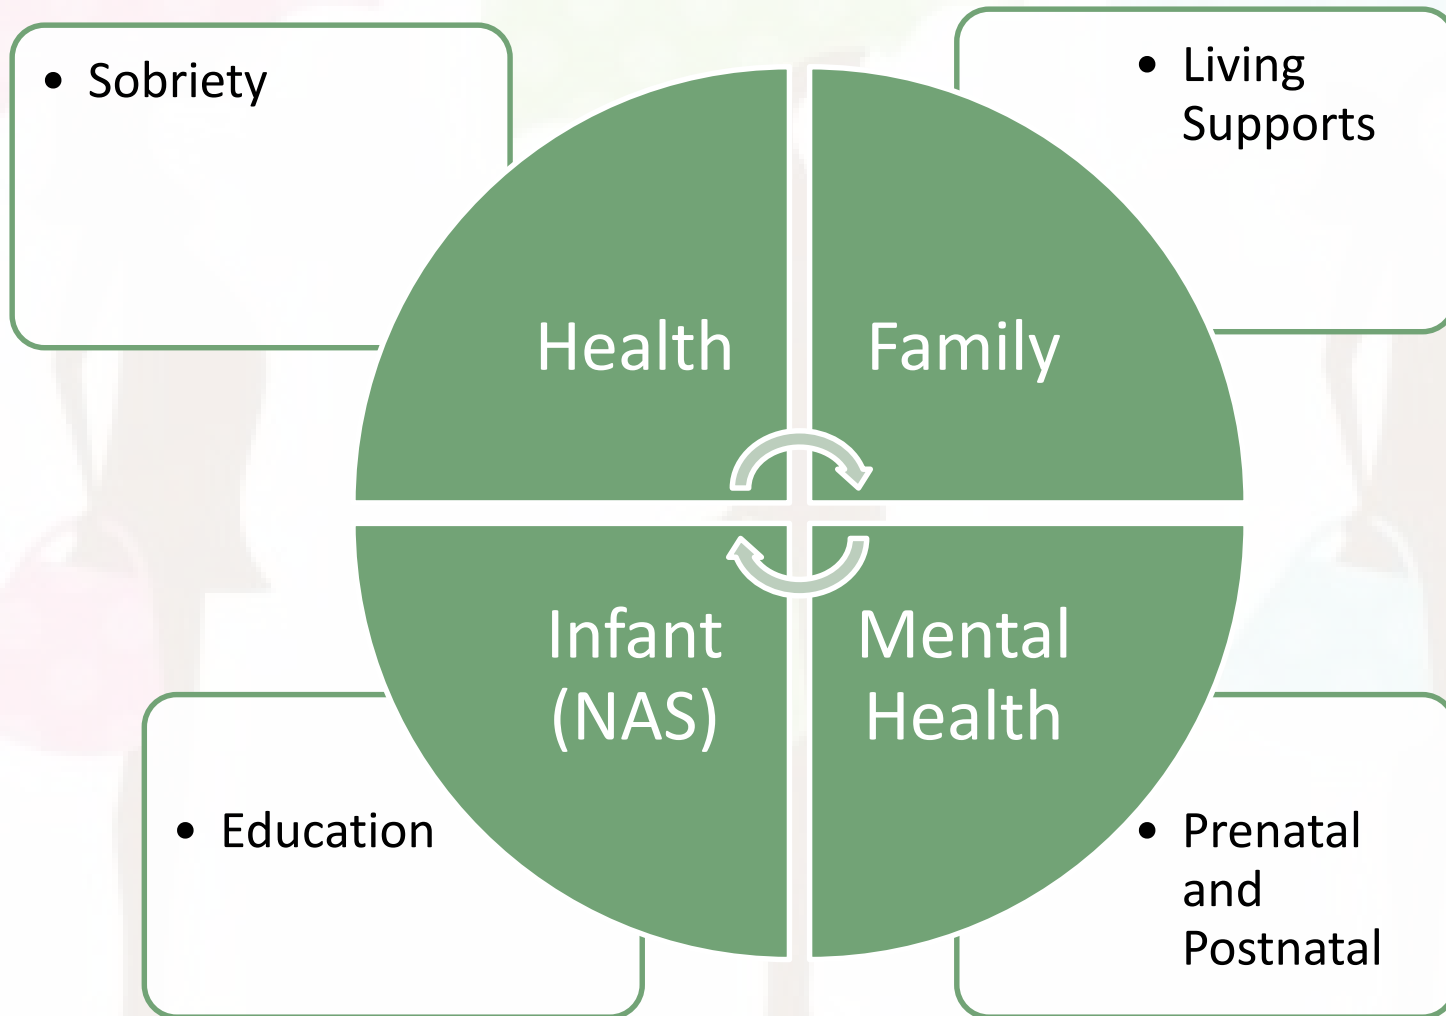 • Sobriety
• Living
Supports
Health
Family
Infant
(NAS)
Mental
Health
• Education
• Prenatal
and
Postnatal